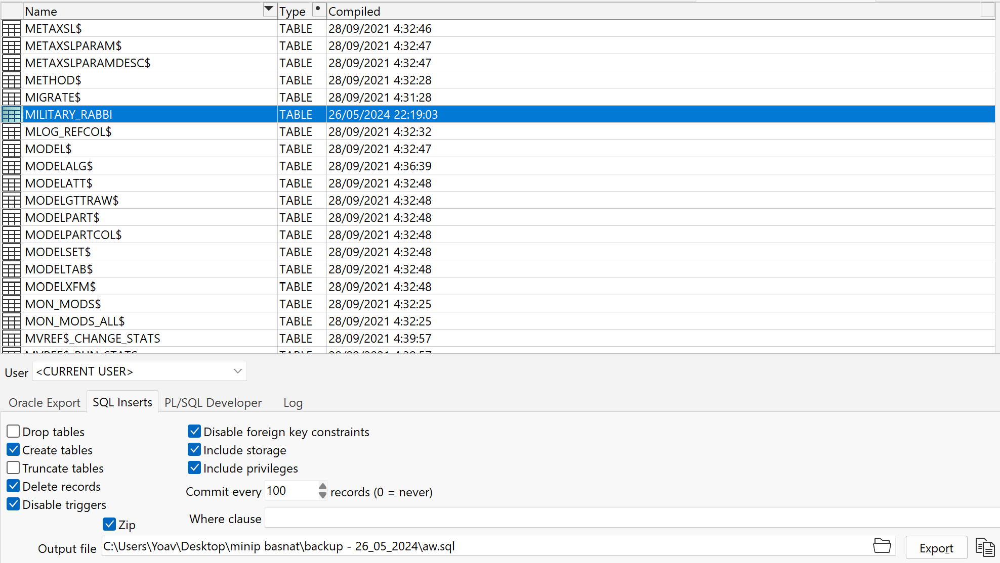 Name Type Compiled
METAXSL$ TABLE 28/09/2021 4:32:46
METAXSLPARAM$ TABLE 28/09/2021 4:32:47
METAXSLPARAMDESC$ TABLE 28/09/2021 4:32:47
METHOD$ TABLE 28/09/2021 4:32:28
MIGRATE$ TABLE 28/09/2021 4:31:28
MILITARY_RABBI TABLE 26/05/2024 22:19:03
MLOG_REFCOL$ TABLE 28/09/2021 4:32:32
MODEL$ TABLE 28/09/2021 4:32:47
MODELALG$ TABLE 28/09/2021 4:36:39
MODELATT$ TABLE 28/09/2021 4:32:48
MODELGTTRAW$ TABLE 28/09/2021 4:32:48
MODELPART$ TABLE 28/09/2021 4:32:48
MODELPARTCOL$ TABLE 28/09/2021 4:32:48
MODELSET$ TABLE 28/09/2021 4:32:48
MODELTAB$ TABLE 28/09/2021 4:32:48
MODELXFM$ TABLE 28/09/2021 4:32:48
MON_MODS$ TABLE 28/09/2021 4:32:25
MON_MODS_ALL$ TABLE 28/09/2021 4:32:25
MVREF$_CHANGE_STATS TABLE 28/09/2021 4:39:57
MVREF$_RUN_STATS TABLE 28/09/2021 4:39:57
User <CURRENT USER>
Oracle Export SQL Inserts PL/SQL Developer Log
Drop tables Disable foreign key constraints
Create tables Include storage
Truncate tables Include privileges
Delete records Commit every 100 records (0 = never)
Disable triggers
Where clause
Zip
Output file C:\Users\Yoav\Desktop\minip basnat\backup - 26_05_2024\aw.sql Export